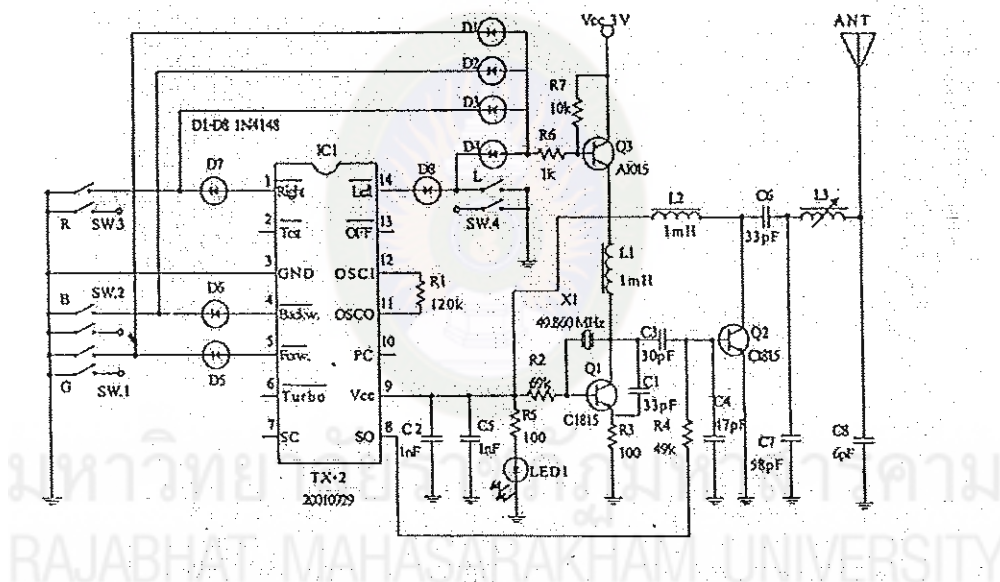 D1
Vcc 3V
ANT
D2
R7
10k
D3
D1-D8 1N4148
R6
1k
Q3
A1015
D4
IC1
D7
D8
1
Right
14
Left
L
R
SW.3
2
Test
13
OFF
SW.4
L2
1mH
C6
33pF
L3
3
GND
OSCI
12
R1
120k
L1
1mH
B
SW.2
D6
4
Backw.
OSCO
11
X1
49.860 MHz
C3
30pF
Q2
C1815
5
Forw.
PC
10
D5
R2
Q1
C1815
C1
33pF
G
SW.1
6
Turbo
Vcc
9
R5
100
R3
100
R4
49k
C4
47pF
7
SC
SO
8
C2
1nF
C5
1nF
C7
58pF
C8
LED1
TX-2
20010729
มหาวิทยาลัยราชภัฏมหาสารคาม
RAJABHAT MAHASARAKHAM UNIVERSITY